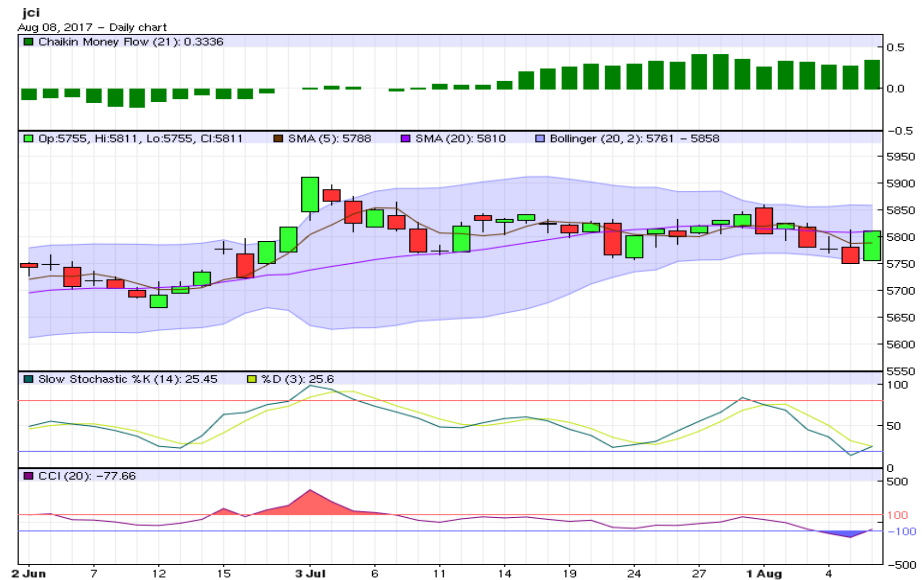 jci
Aug 08, 2017 - Daily chart
Chaikin Money Flow (21): 0.3336
0.5
0.0
-0.5
Op:5755, Hi:5811, Lo:5755, Cl:5811 SMA (5): 5788 SMA (20): 5810 Bollinger (20, 2): 5761 - 5858
5950
5900
5850
5800
5750
5700
5650
5600
5550
Slow Stochastic %K (14): 25.45 %D (3): 25.6
100
50
0
CCI (20): -77.66
500
100
-100
-500
2 Jun 7 12 15 3 Jul 6 11 14 19 24 27 1 Aug 4